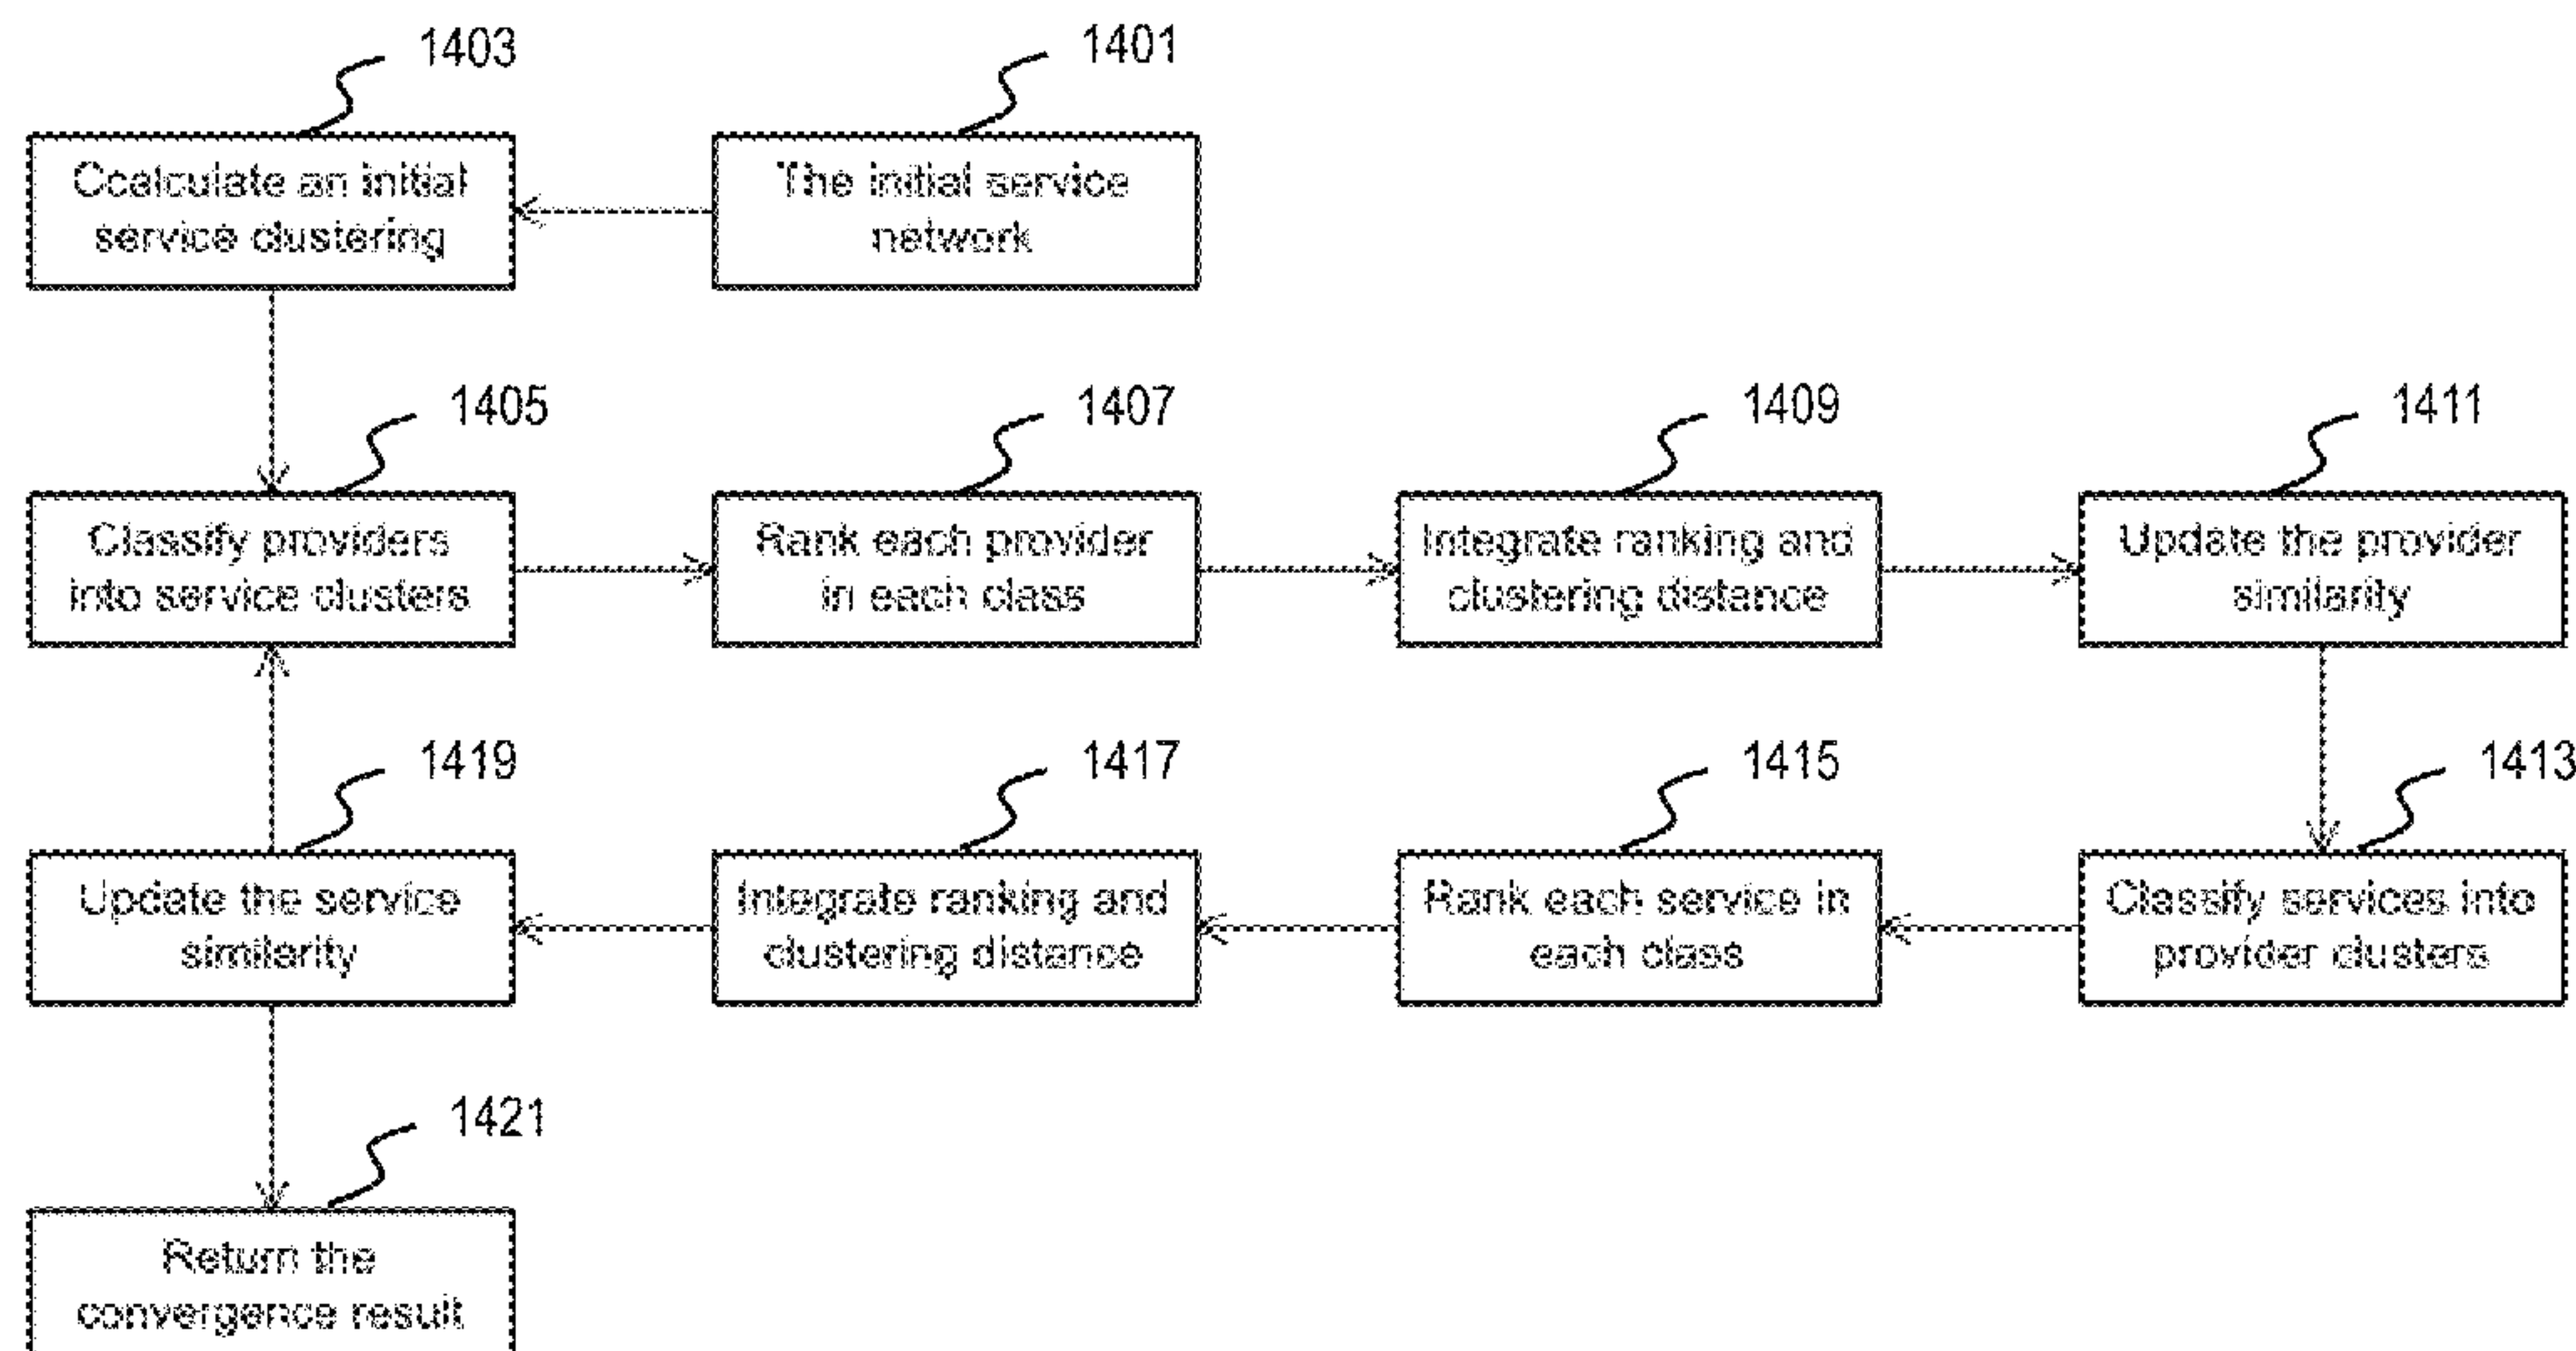 1403
1401
Ccalculate an initial
service clustering
The initial service
network
1405
1407
1409
1411
Classify providers
into service clusters
Rank each provider
in each class
Integrate ranking and
clustering distance
Update the provider
similarity
1419
1417
1415
1413
Update the service
similarity
Integrate ranking and
clustering distance
Rank each service in
each class
Classify services into
provider clusters
1421
Return the
convergence result